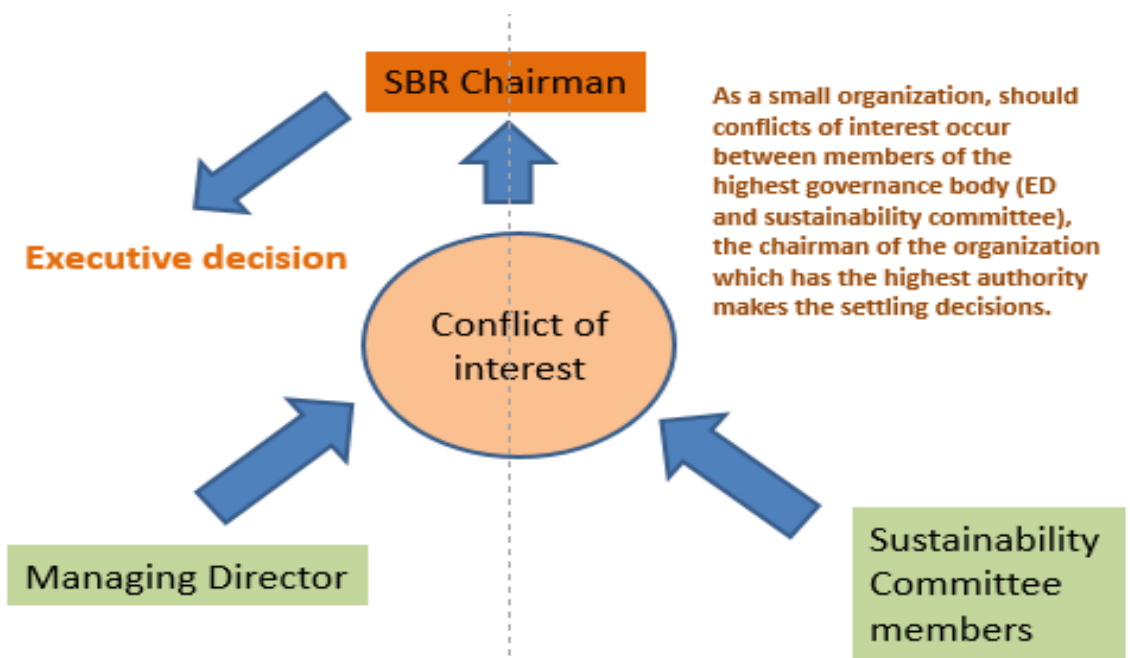 SBR Chairman
As a small organization, should
conflicts of interest occur
between members of the
highest governance body (ED
and sustainability committee),
the chairman of the organization
which has the highest authority
makes the settling decisions.
Executive decision
Conflict of
interest
Managing Director
Sustainability
Committee
members